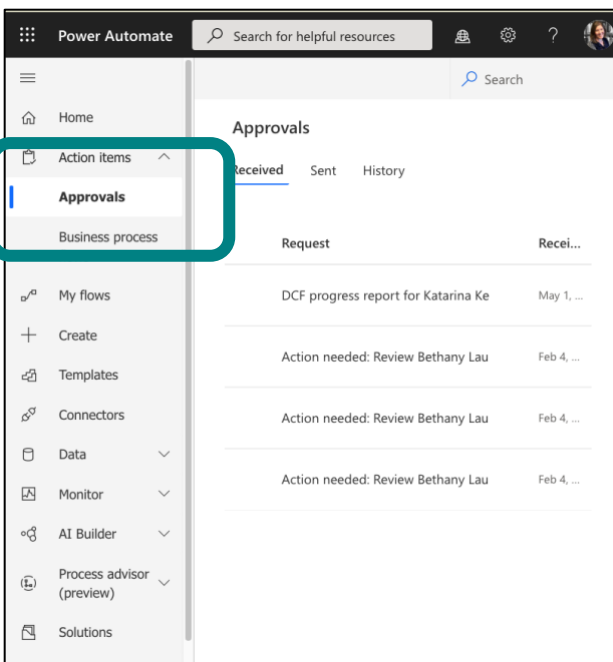 Power Automate
Search for helpful resources
?
Search
Home
Action items
Approvals
Business process
My flows
Create
Templates
Connectors
Data
Monitor
AI Builder
Process advisor
(preview)
Solutions
Approvals
Received Sent History
Request Recei...
DCF progress report for Katarina Ke May 1, ...
Action needed: Review Bethany Lau Feb 4, ...
Action needed: Review Bethany Lau Feb 4, ...
Action needed: Review Bethany Lau Feb 4, ...